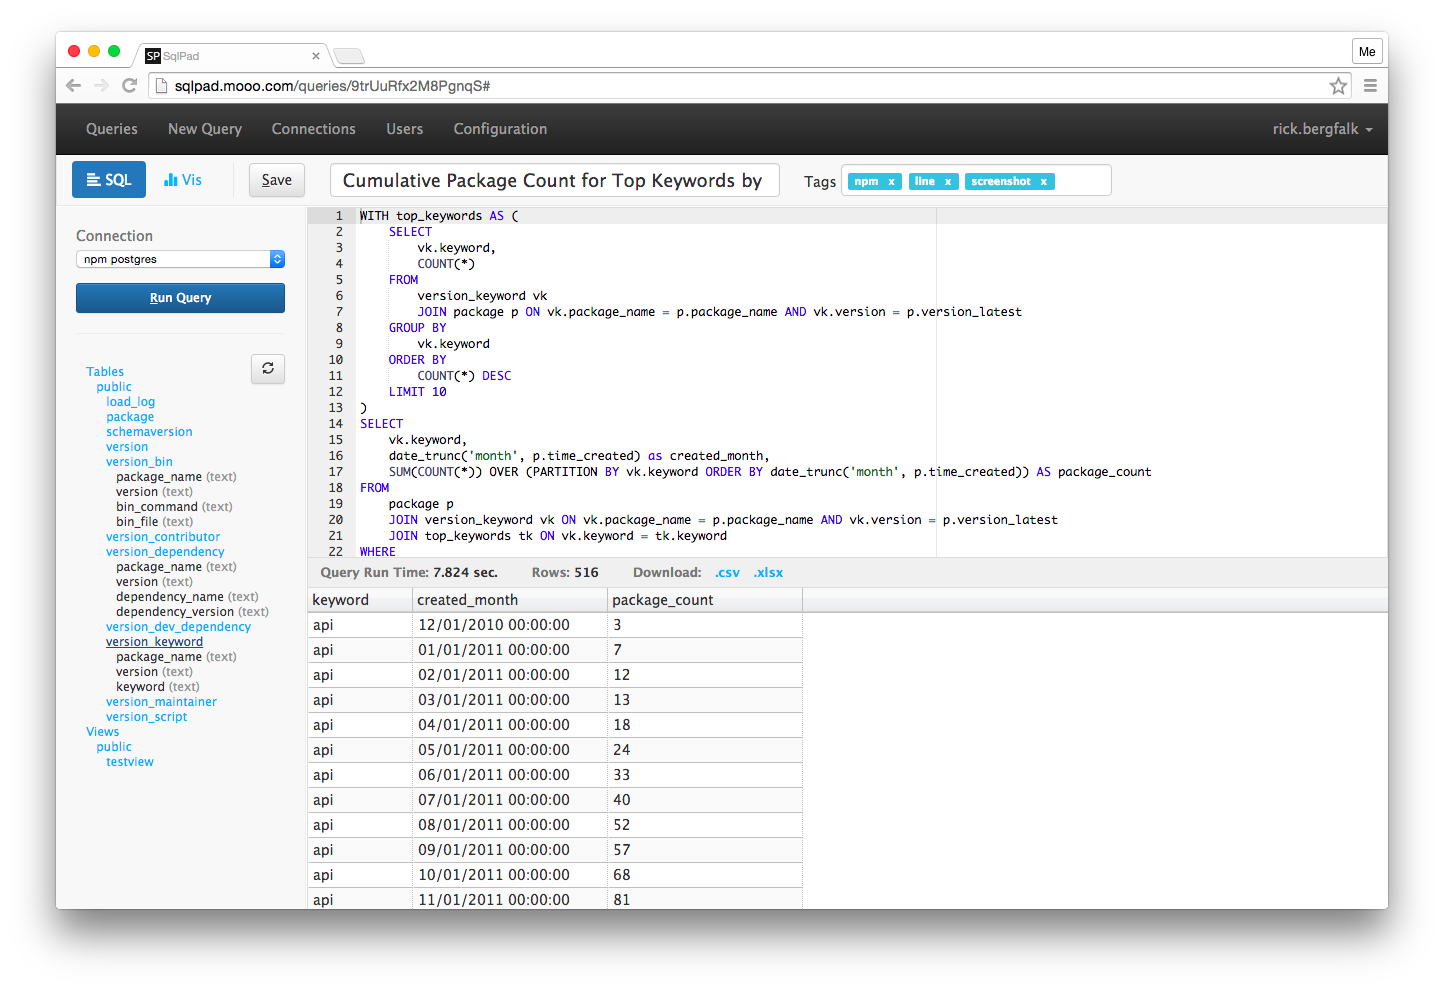 SP SqlPad x
Me
sqlpad.mooo.com/queries/9trUuRfx2M8PgnqS#
Queries New Query Connections Users Configuration rick.bergfalk
SQL Vis Save Cumulative Package Count for Top Keywords by Tags npm x line x screenshot x
Connection
npm postgres
Run Query
Tables
public
load_log
package
schemaversion
version
version_bin
package_name (text)
version (text)
bin_command (text)
bin_file (text)
version_contributor
version_dependency
package_name (text)
version (text)
dependency_name (text)
dependency_version (text)
version_dev_dependency
version_keyword
package_name (text)
version (text)
keyword (text)
version_maintainer
version_script
Views
public
testview
1 WITH top_keywords AS (
2 SELECT
3 vk.keyword,
4 COUNT(*)
5 FROM
6 version_keyword vk
7 JOIN package p ON vk.package_name = p.package_name AND vk.version = p.version_latest
8 GROUP BY
9 vk.keyword
10 ORDER BY
11 COUNT(*) DESC
12 LIMIT 10
13 )
14 SELECT
15 vk.keyword,
16 date_trunc('month', p.time_created) as created_month,
17 SUM(COUNT(*)) OVER (PARTITION BY vk.keyword ORDER BY date_trunc('month', p.time_created)) AS package_count
18 FROM
19 package p
20 JOIN version_keyword vk ON vk.package_name = p.package_name AND vk.version = p.version_latest
21 JOIN top_keywords tk ON vk.keyword = tk.keyword
22 WHERE
Query Run Time: 7.824 sec. Rows: 516 Download: .csv .xlsx
keyword created_month package_count
api 12/01/2010 00:00:00 3
api 01/01/2011 00:00:00 7
api 02/01/2011 00:00:00 12
api 03/01/2011 00:00:00 13
api 04/01/2011 00:00:00 18
api 05/01/2011 00:00:00 24
api 06/01/2011 00:00:00 33
api 07/01/2011 00:00:00 40
api 08/01/2011 00:00:00 52
api 09/01/2011 00:00:00 57
api 10/01/2011 00:00:00 68
api 11/01/2011 00:00:00 81